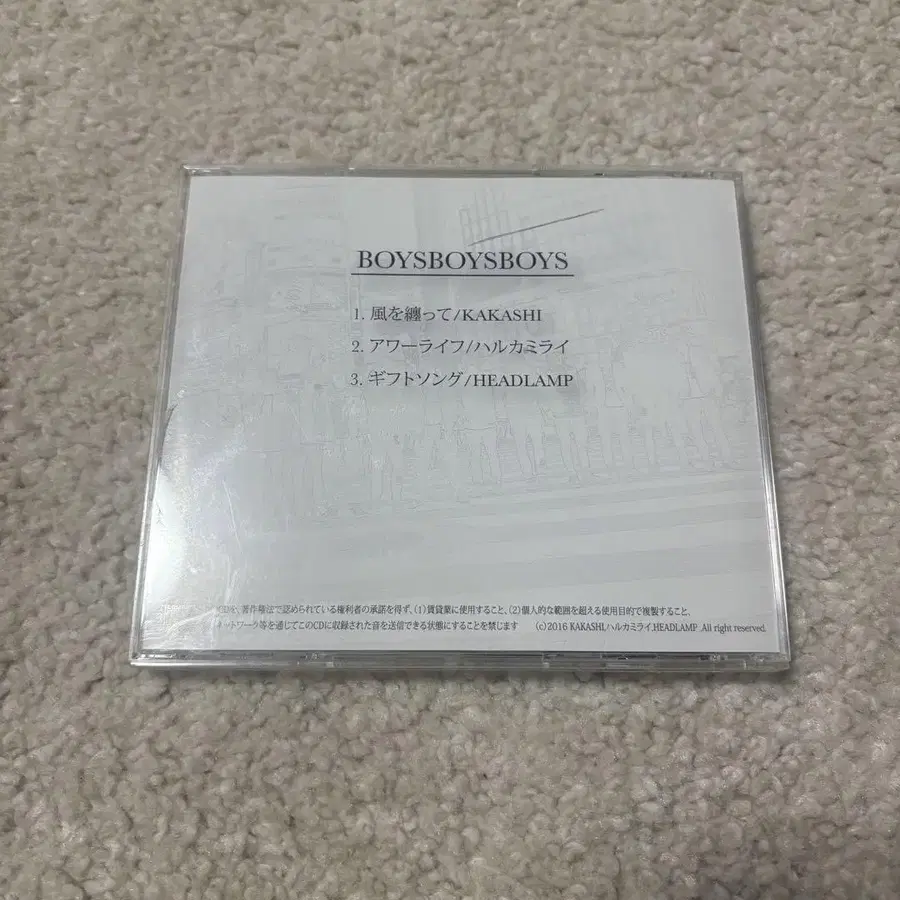 BOYSBOYSBOYS
1. 風を纏って/KAKASHI
2. アワーライフ/ハルカミライ
3. ギフトソング/HEADLAMP
著作権法で認められている権利者の承諾を得ず、(1)賃貸業に使用すること、(2)個人的な範囲を超える使用目的で複製すること、
ネットワーク等を通じてこのCDに収録された音を送信できる状態にすることを禁じます (c)2016 KAKASHI,ハルカミライ,HEADLAMP .All right reserved.